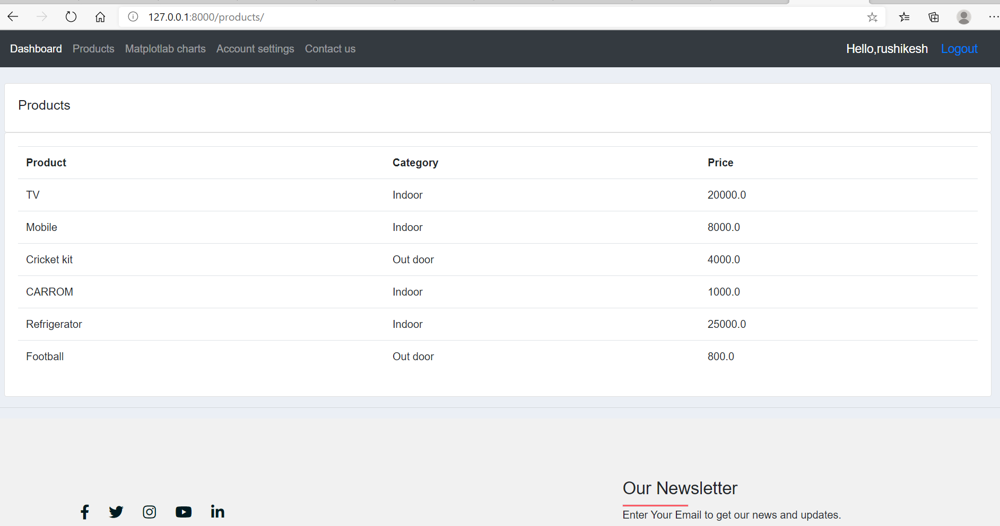 127.0.0.1:8000/products/
Dashboard Products Matplotlab charts Account settings Contact us Hello,rushikesh Logout
Products
Product Category Price
TV Indoor 20000.0
Mobile Indoor 8000.0
Cricket kit Out door 4000.0
CARROM Indoor 1000.0
Refrigerator Indoor 25000.0
Football Out door 800.0
Our Newsletter
Enter Your Email to get our news and updates.